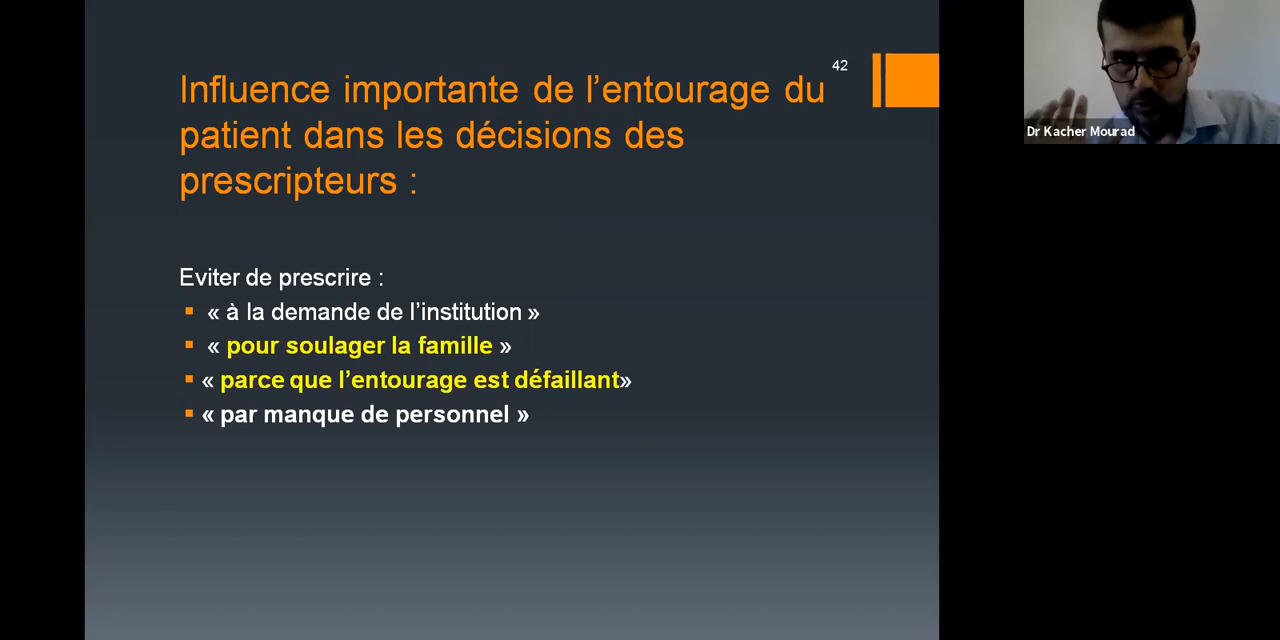 42
Influence importante de l’entourage du
patient dans les décisions des
prescripteurs :
Eviter de prescrire :
« à la demande de l’institution »
« pour soulager la famille »
« parce que l’entourage est défaillant»
« par manque de personnel »
Dr Kacher Mourad